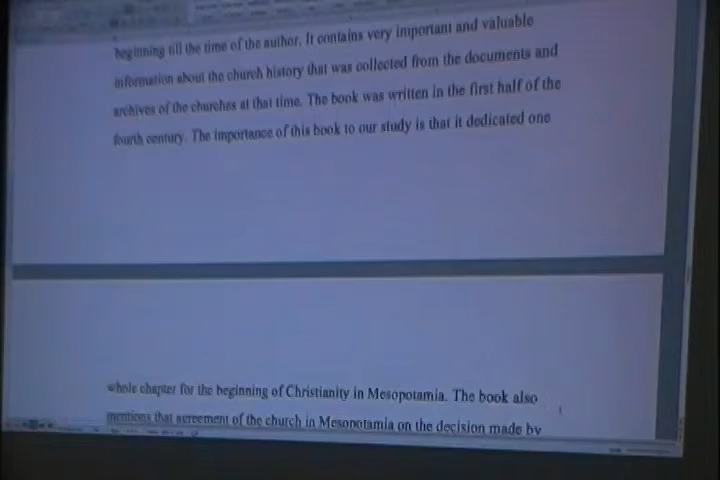 beginning till the time of the author. It contains very important and valuable
information about the church history that was collected from the documents and
archives of the churches at that time. The book was written in the first half of the
fourth century. The importance of this book to our study is that it dedicated one
whole chapter for the beginning of Christianity in Mesopotamia. The book also
mentions that agreement of the church in Mesopotamia on the decision made by